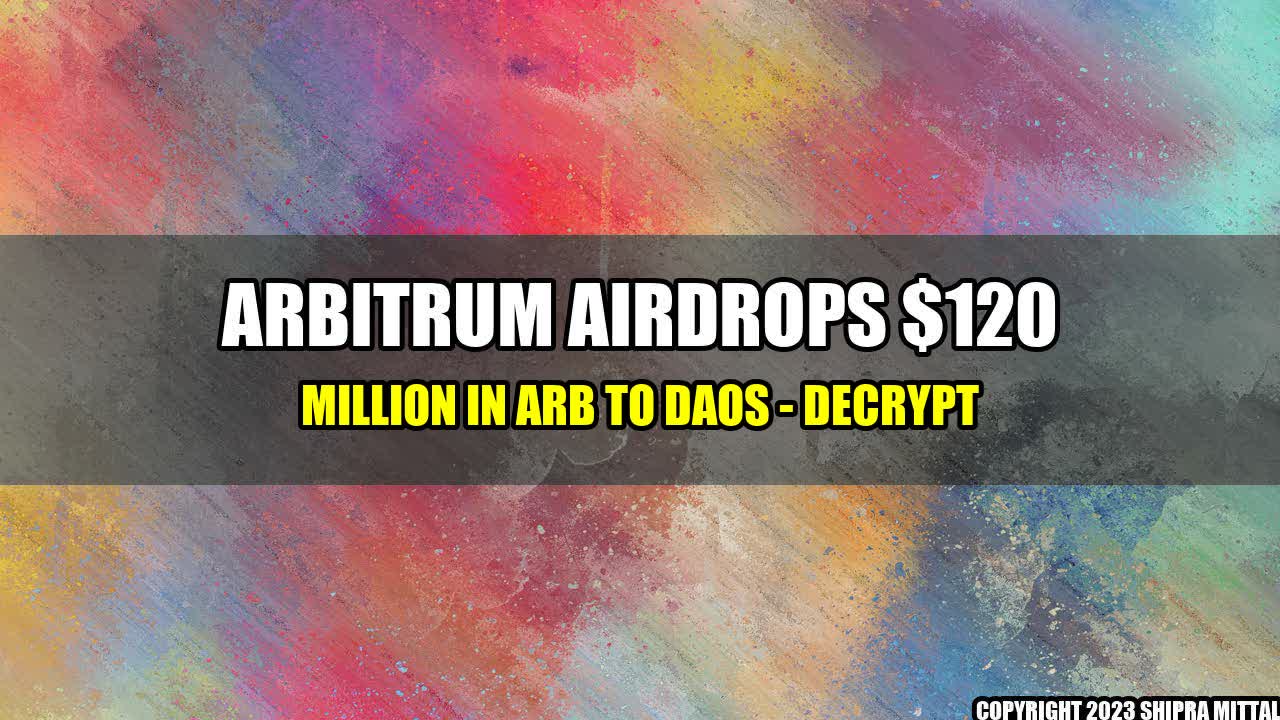 ARBITRUM AIRDROPS $120
MILLION IN ARB TO DAOS - DECRYPT
COPYRIGHT 2023 SHIPRA MITTAL